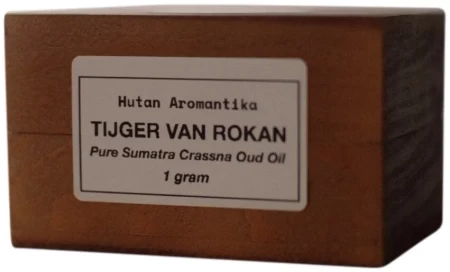 Hutan Aromantika
TIJGER VAN ROKAN
Pure Sumatra Crassna Oud Oil
1 gram